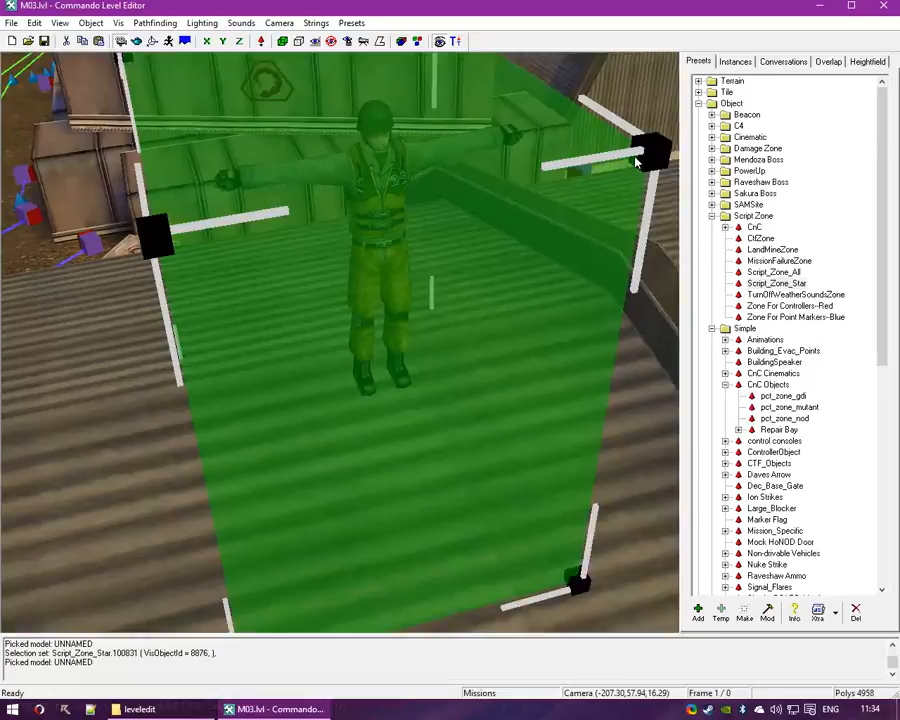 M03.lvl - Commando Level Editor
File Edit View Object Vis Pathfinding Lighting Sounds Camera Strings Presets
X Y Z
Presets Instances Conversations Overlap Heightfield
Terrain
Tile
Object
Beacon
C4
Cinematic
Damage Zone
Mendoza Boss
PowerUp
Raveshaw Boss
Sakura Boss
SAMSite
Script Zone
CnC
CtfZone
LandMineZone
MissionFailureZone
Script_Zone_All
Script_Zone_Star
TurnOffWeatherSoundsZone
Zone For Controllers--Red
Zone For Point Markers--Blue
Simple
Animations
Building_Evac_Points
BuildingSpeaker
CnC Cinematics
CnC Objects
pct_zone_gdi
pct_zone_mutant
pct_zone_nod
Repair Bay
control consoles
ControllerObject
CTF_Objects
Daves Arrow
Dec_Base_Gate
Ion Strikes
Large_Blocker
Marker Flag
Mission_Specific
Mock HoNOD Door
Non-drivable Vehicles
Nuke Strike
Raveshaw Ammo
Signal_Flares
Add Temp Make Mod Info Xtra Del
Picked model: UNNAMED
Selection set: Script_Zone_Star.100831 ( VisObjectId = 8876, ),
Picked model: UNNAMED
Ready Missions Camera (-207.30,57.94,16.29) Frame 1 / 0 Polys 4958
leveledit M03.lvl - Commando... ENG 11:34